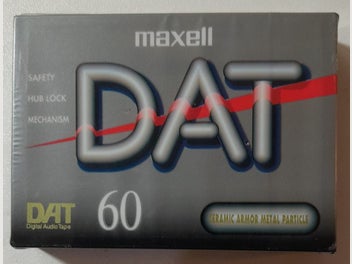 maxell
DAT
SAFETY
HUB LOCK
MECHANISM
DAT
Digital Audio Tape
60
CERAMIC ARMOR METAL PARTICLE